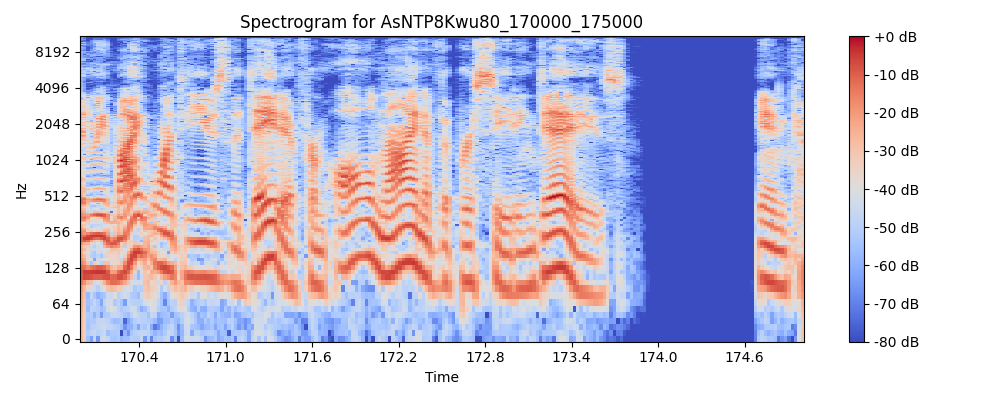 Spectrogram for AsNTP8Kwu80_170000_175000
8192
4096
2048
1024
512
256
128
64
0
Hz
170.4 171.0 171.6 172.2 172.8 173.4 174.0 174.6
Time
+0 dB
-10 dB
-20 dB
-30 dB
-40 dB
-50 dB
-60 dB
-70 dB
-80 dB